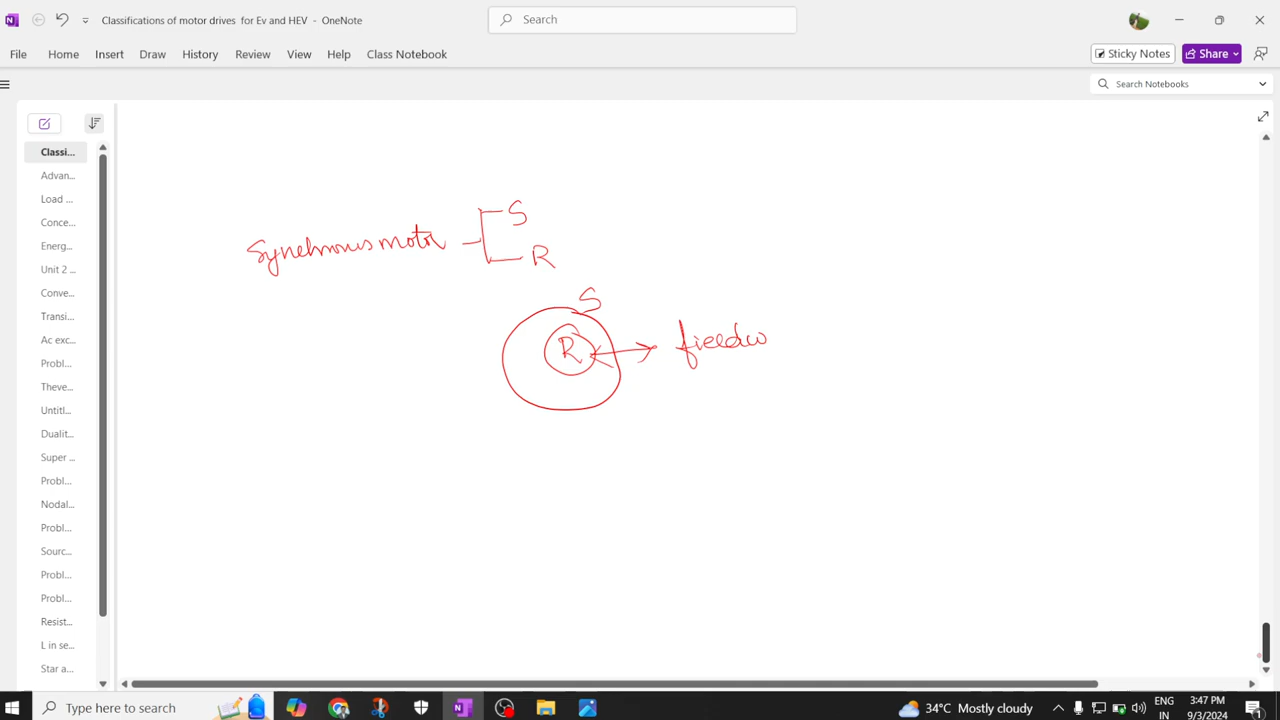 Classifications of motor drives for Ev and HEV - OneNote
Search
File Home Insert Draw History Review View Help Class Notebook
Sticky Notes
Share
Search Notebooks
Classi...
Advan...
Load ...
Conce...
Energ...
Unit 2 ...
Conve...
Transi...
Ac exc...
Probl...
Theve...
Untitl...
Dualit...
Super ...
Probl...
Nodal...
Probl...
Sourc...
Probl...
Probl...
Resist...
L in se...
Star a...
Synchnous motor
S
R
S
R
fieeldw
Type here to search
34°C Mostly cloudy
ENG
IN
3:47 PM
9/3/2024
1